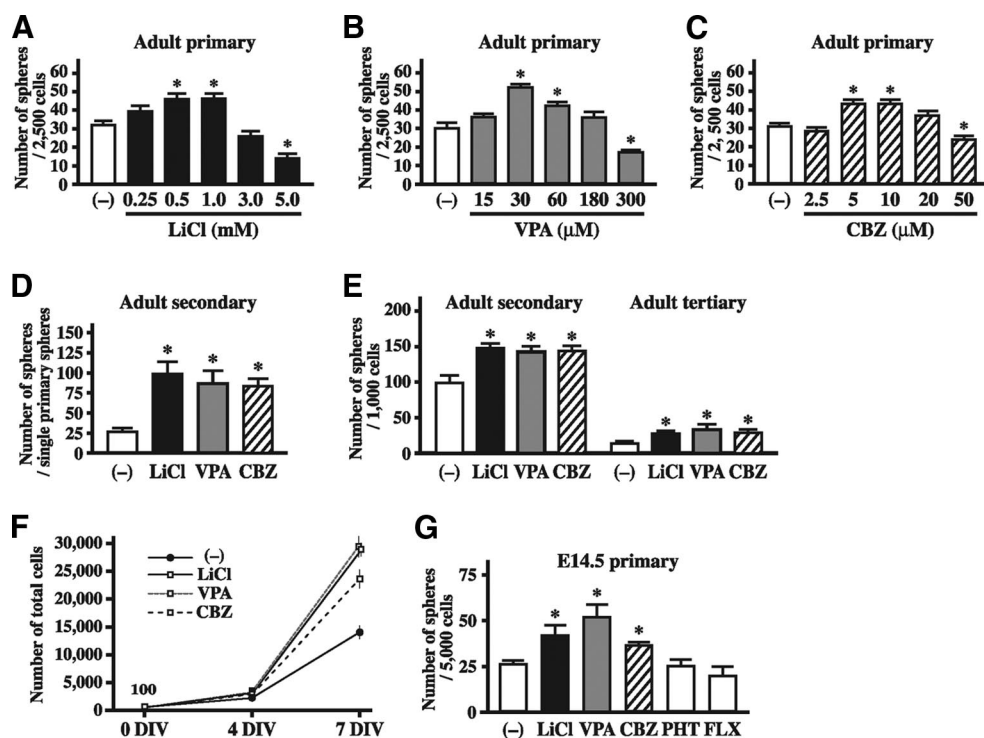 A
Adult primary
Number of spheres
/ 2,500 cells
60
50
40
30
20
10
0
* * *
(–) 0.25 0.5 1.0 3.0 5.0
LiCl (mM)
B
Adult primary
Number of spheres
/ 2,500 cells
60
50
40
30
20
10
0
* * *
(–) 15 30 60 180 300
VPA (μM)
C
Adult primary
Number of spheres
/ 2, 500 cells
60
50
40
30
20
10
0
* * *
(–) 2.5 5 10 20 50
CBZ (μM)
D
Adult secondary
Number of spheres
/ single primary spheres
150
125
100
75
50
25
0
* * *
(–) LiCl VPA CBZ
E
Adult secondary Adult tertiary
Number of spheres
/ 1,000 cells
200
150
100
50
0
* * * * * *
(–) LiCl VPA CBZ (–) LiCl VPA CBZ
F
Number of total cells
30,000
25,000
20,000
15,000
10,000
5,000
0
(–)
LiCl
VPA
CBZ
100
0 DIV 4 DIV 7 DIV
G
E14.5 primary
Number of spheres
/ 5,000 cells
75
50
25
0
* * *
(–) LiCl VPA CBZ PHT FLX